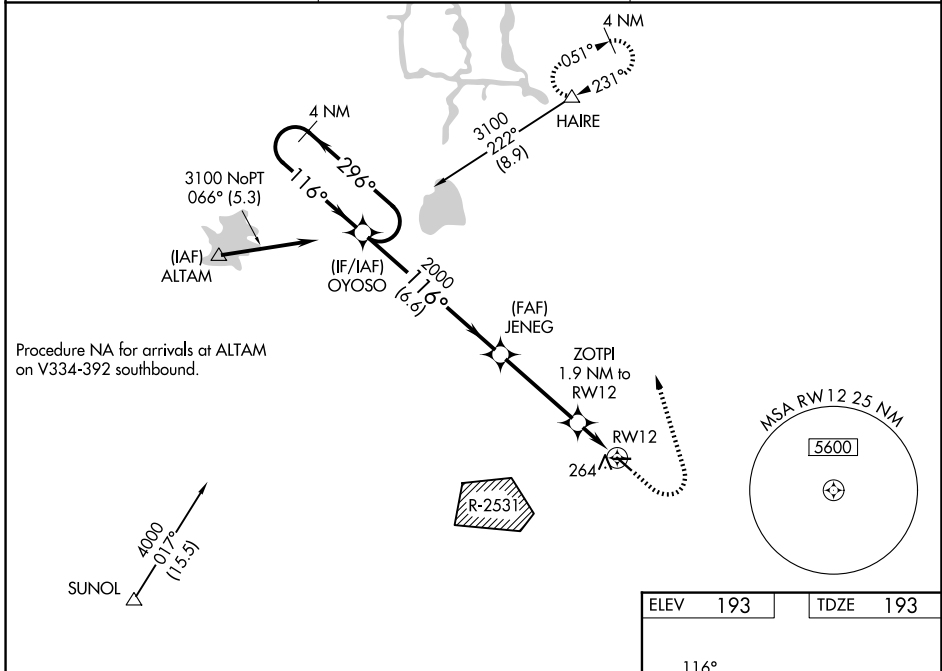 4 NM
051°
231°
HAIRE
3100
222°
(8.9)
4 NM
296°
116°
3100 NoPT
066° (5.3)
(IAF)
ALTAM
(IF/IAF)
OYOSO
2000
116°
(6.6)
(FAF)
JENEG
Procedure NA for arrivals at ALTAM
on V334-392 southbound.
ZOTPI
1.9 NM to
RW12
RW12
264
MSA RW12 25 NM
5600
R-2531
4000
017°
(15.5)
SUNOL
ELEV 193
TDZE 193
116°